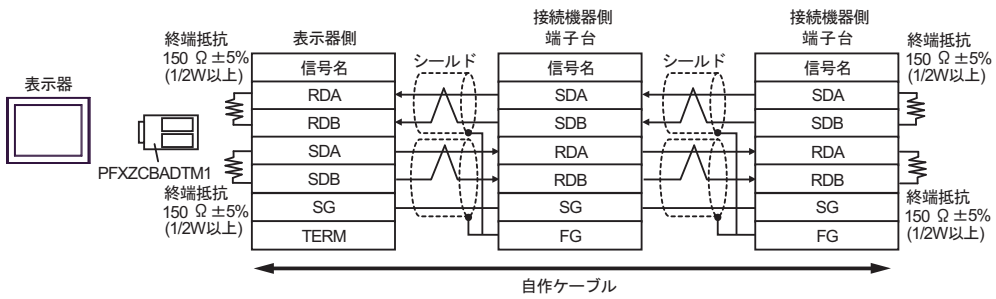 表示器
PFXZCBADTM1
終端抵抗
150 Ω ±5%
(1/2W以上)
終端抵抗
150 Ω ±5%
(1/2W以上)
表示器側
信号名
RDA
RDB
SDA
SDB
SG
TERM
シールド
接続機器側
端子台
信号名
SDA
SDB
RDA
RDB
SG
FG
シールド
接続機器側
端子台
信号名
SDA
SDB
RDA
RDB
SG
FG
終端抵抗
150 Ω ±5%
(1/2W以上)
終端抵抗
150 Ω ±5%
(1/2W以上)
自作ケーブル